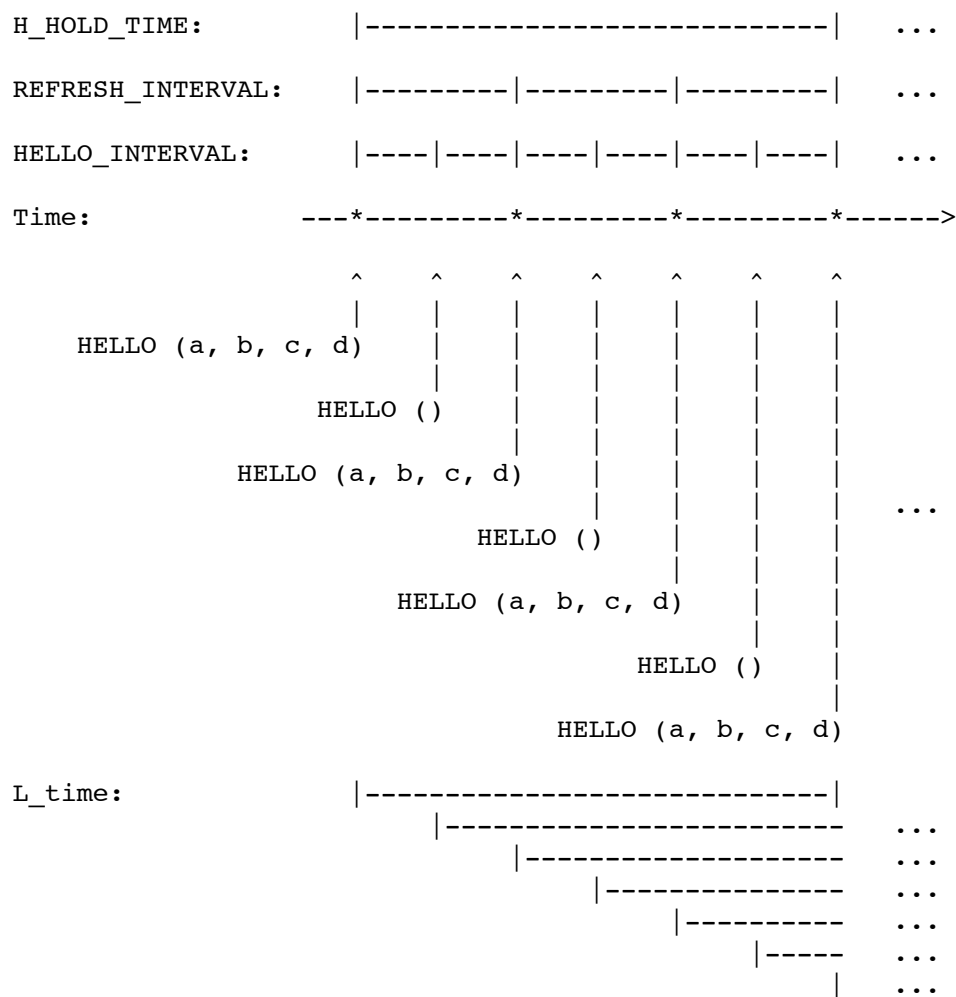 H_HOLD_TIME:         |-----------------------------|   ...
REFRESH_INTERVAL:    |---------|---------|---------|   ...
HELLO_INTERVAL:      |----|----|----|----|----|----|   ...
Time:             ---*---------*---------*---------*------>
                     ^    ^    ^    ^    ^    ^    ^
                     |    |    |    |    |    |    |
    HELLO (a, b, c, d)    |    |    |    |    |    |
                          |    |    |    |    |    |
                   HELLO ()    |    |    |    |    |
                               |    |    |    |    |
              HELLO (a, b, c, d)    |    |    |    |
                                    |    |    |    |   ...
                             HELLO ()    |    |    |
                                         |    |    |
                        HELLO (a, b, c, d)    |    |
                                              |    |
                                       HELLO ()    |
                                                   |
                                  HELLO (a, b, c, d)
L_time:              |-----------------------------|
                          |-------------------------   ...
                               |--------------------   ...
                                    |---------------   ...
                                         |----------   ...
                                              |-----   ...
                                                   |   ...